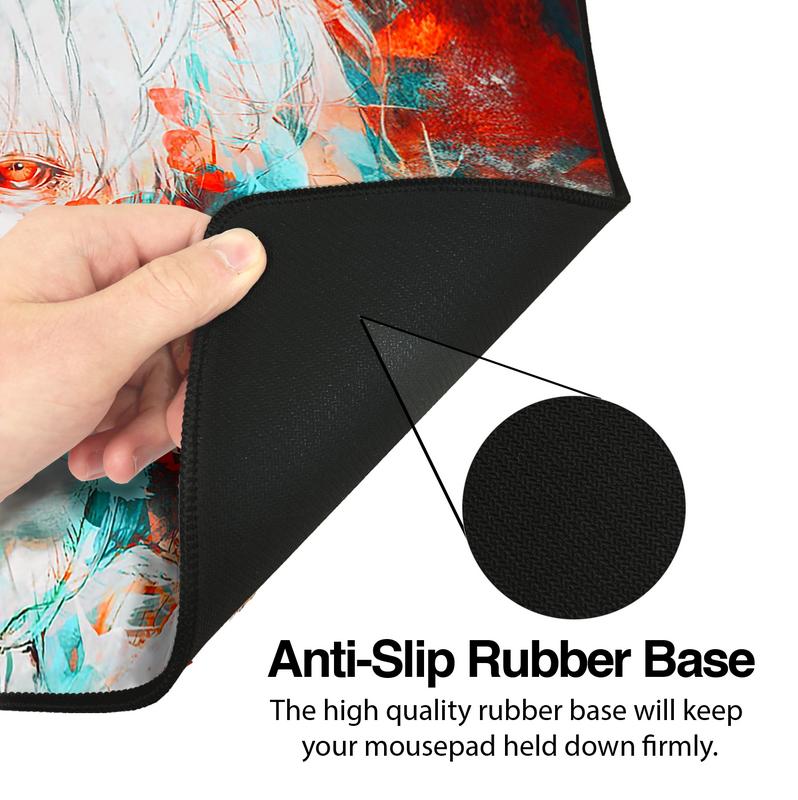 Anti-Slip Rubber Base
The high quality rubber base will keep
your mousepad held down firmly.